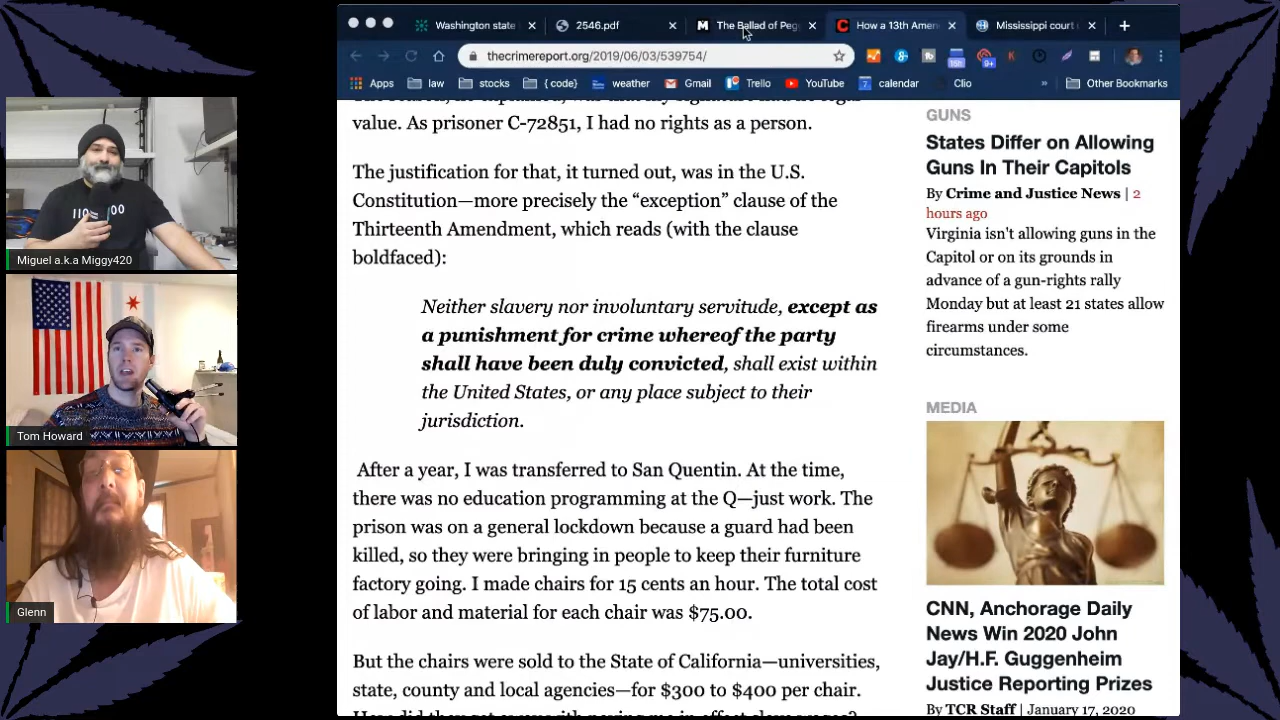 Washington state
2546.pdf
The Ballad of Peg
How a 13th Amen
Mississippi court
thecrimereport.org/2019/06/03/539754/
15h
9+
Apps
law
stocks
{ code}
weather
Gmail
Trello
YouTube
7
calendar
Clio
»
Other Bookmarks
value. As prisoner C-72851, I had no rights as a person.
The justification for that, it turned out, was in the U.S.
Constitution—more precisely the “exception” clause of the
Thirteenth Amendment, which reads (with the clause
boldfaced):
Neither slavery nor involuntary servitude, except as
a punishment for crime whereof the party
shall have been duly convicted, shall exist within
the United States, or any place subject to their
jurisdiction.
After a year, I was transferred to San Quentin. At the time,
there was no education programming at the Q—just work. The
prison was on a general lockdown because a guard had been
killed, so they were bringing in people to keep their furniture
factory going. I made chairs for 15 cents an hour. The total cost
of labor and material for each chair was $75.00.
But the chairs were sold to the State of California—universities,
state, county and local agencies—for $300 to $400 per chair.
GUNS
States Differ on Allowing
Guns In Their Capitols
By Crime and Justice News | 2
hours ago
Virginia isn't allowing guns in the
Capitol or on its grounds in
advance of a gun-rights rally
Monday but at least 21 states allow
firearms under some
circumstances.
MEDIA
CNN, Anchorage Daily
News Win 2020 John
Jay/H.F. Guggenheim
Justice Reporting Prizes
By TCR Staff | January 17, 2020
Miguel a.k.a Miggy420
Tom Howard
Glenn